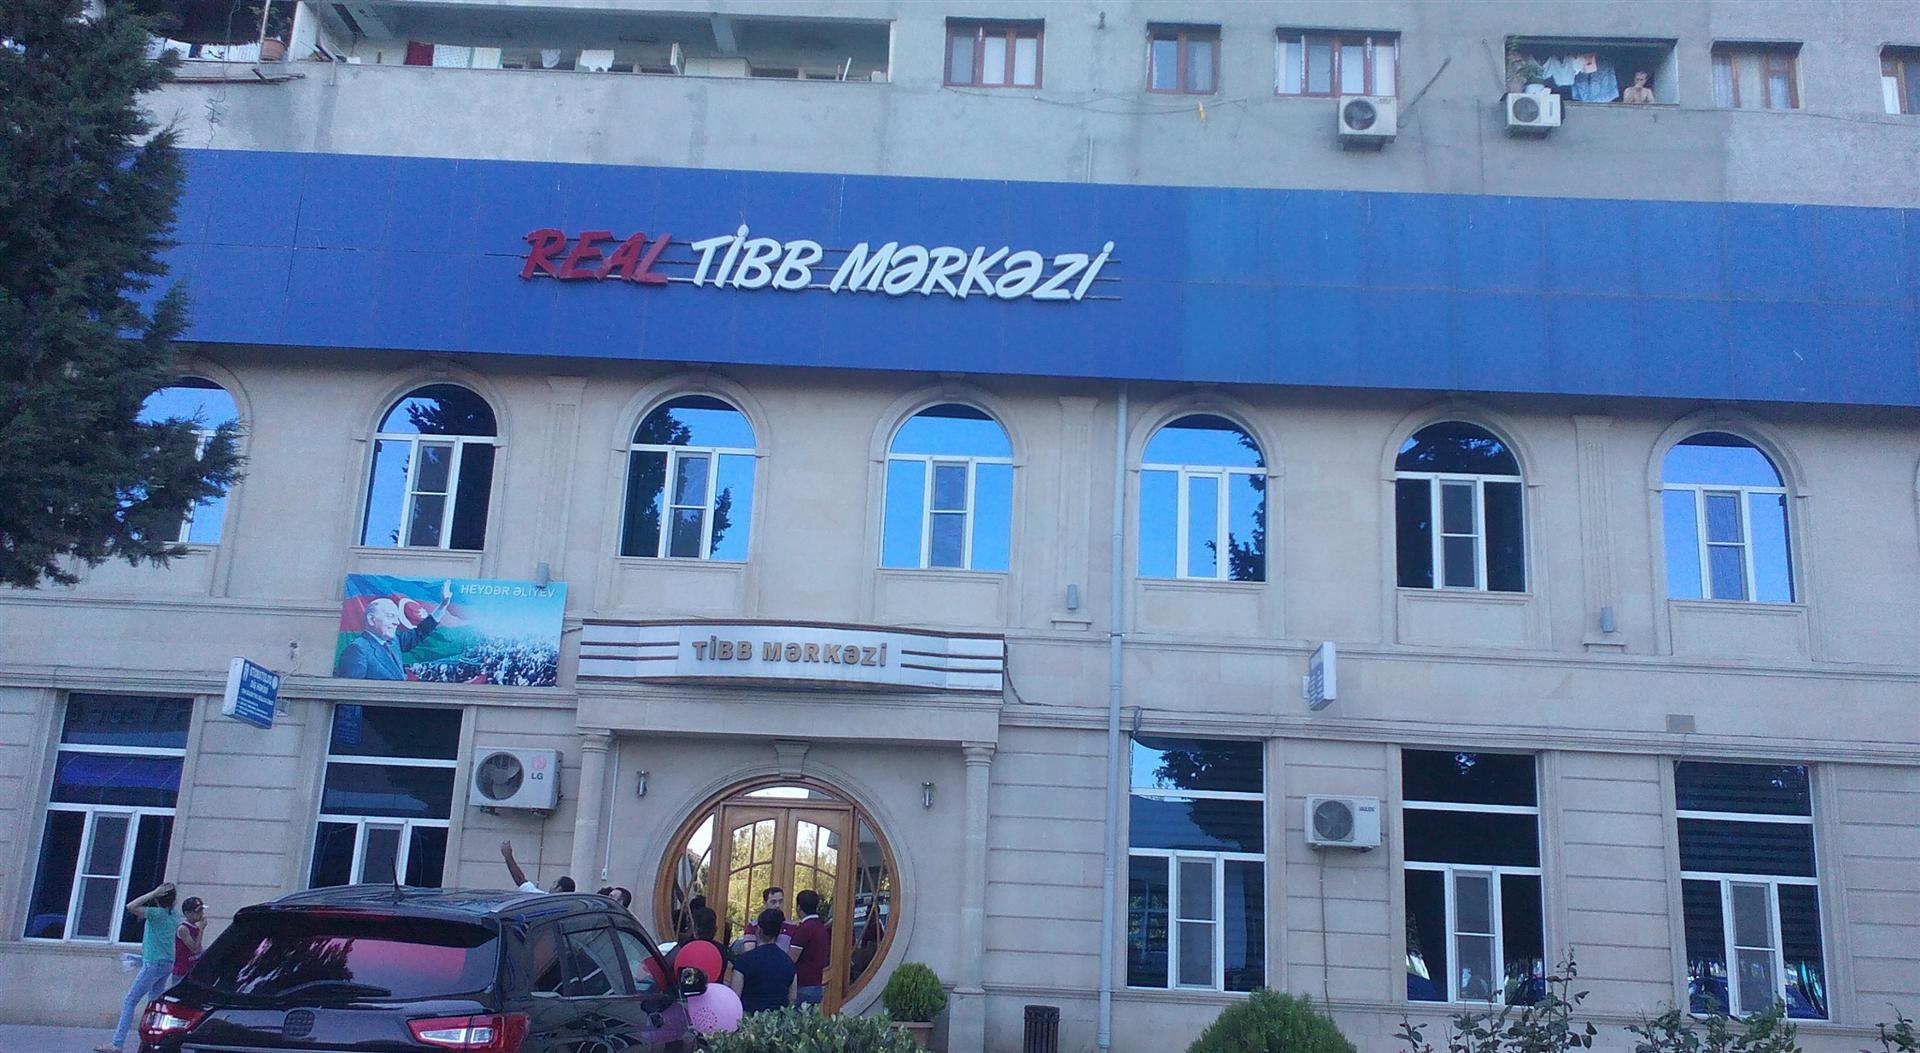 REAL TİBB MƏRKƏZİ
HEYDƏR ƏLİYEV
TİBB MƏRKƏZİ
LG